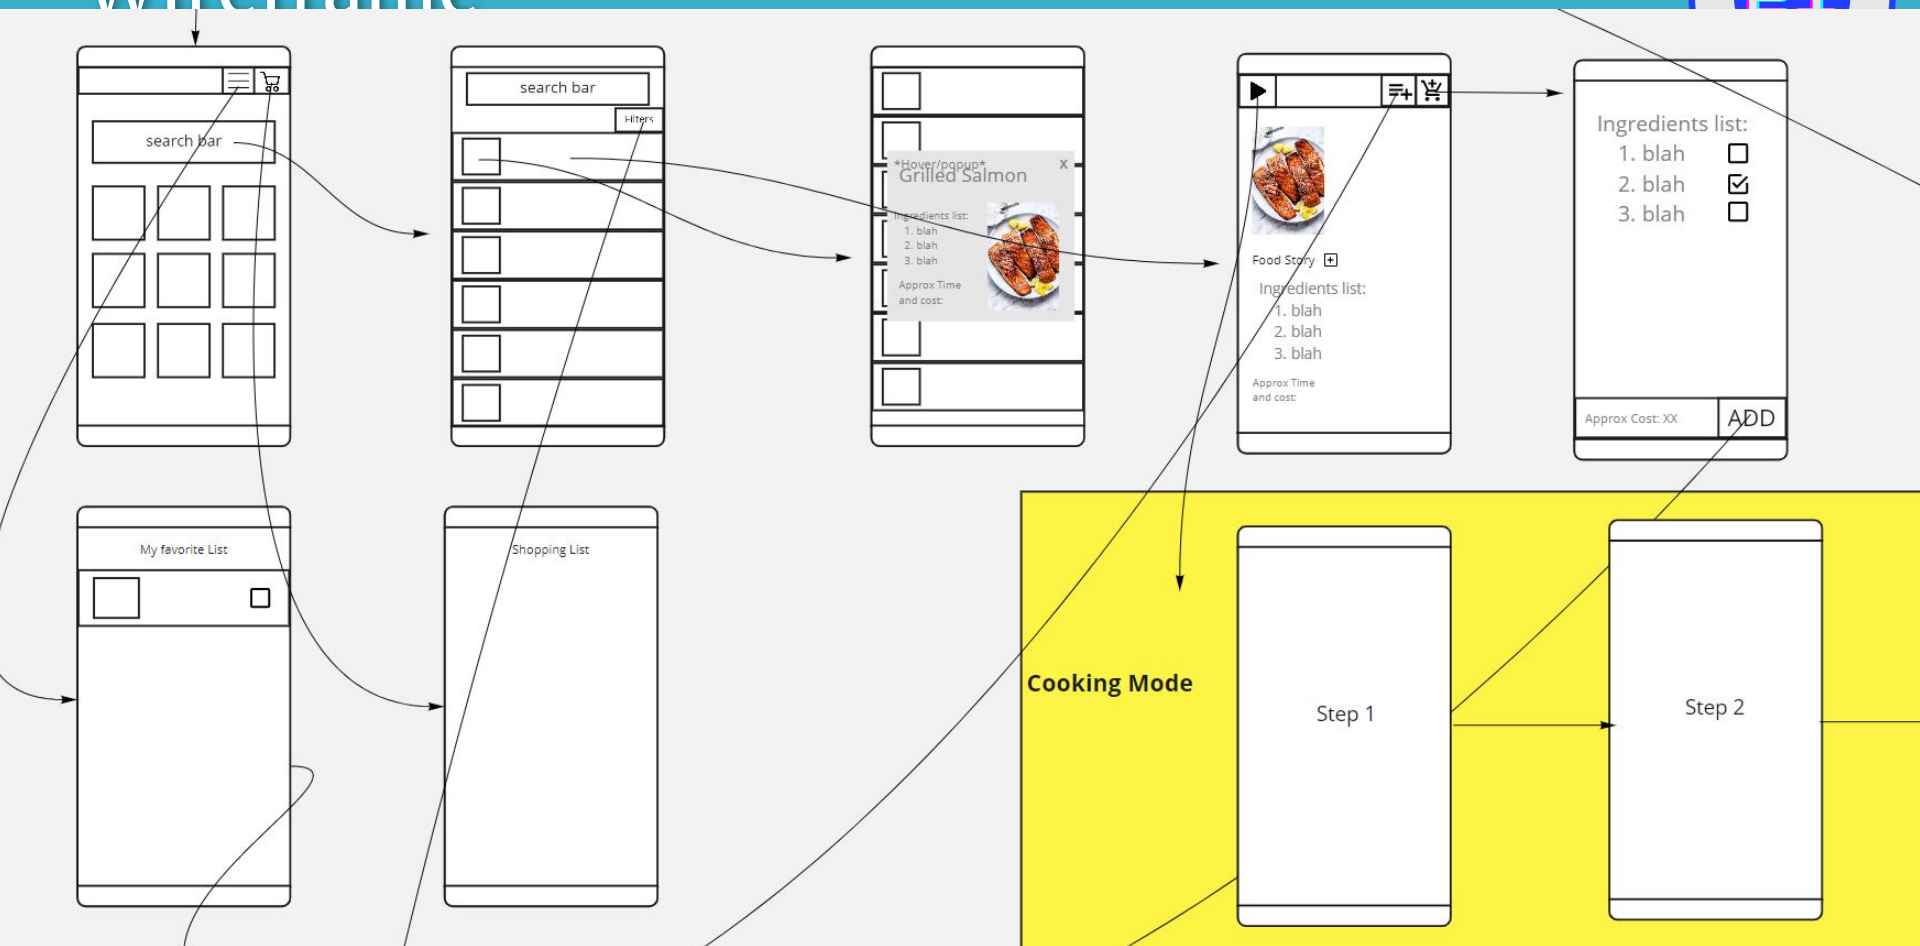 Wireframe
search bar
search bar
Filters
*Hover/popup*
X
Grilled Salmon
Ingredients list:
1. blah
2. blah
3. blah
Approx Time
and cost:
Food Story
Ingredients list:
1. blah
2. blah
3. blah
Approx Time
and cost:
Ingredients list:
1. blah
2. blah
3. blah
Approx Cost: XX
ADD
My favorite List
Shopping List
Cooking Mode
Step 1
Step 2